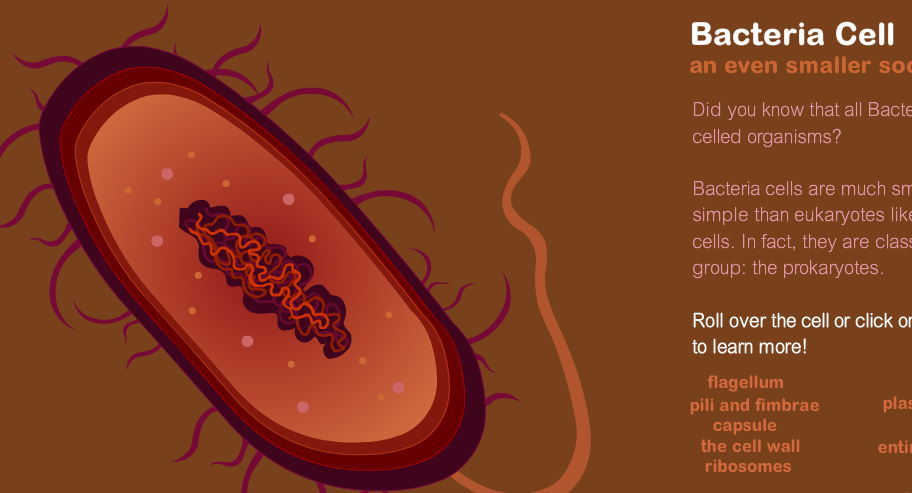 Bacteria Cell
an even smaller
Did you know that all
celled organisms?
Bacteria cells are much
simple than eukaryotes
cells. In fact, they are
group: the prokaryotes.
Roll over the cell or click
to learn more!
flagellum
pili and fimbrae
capsule
the cell wall
ribosomes